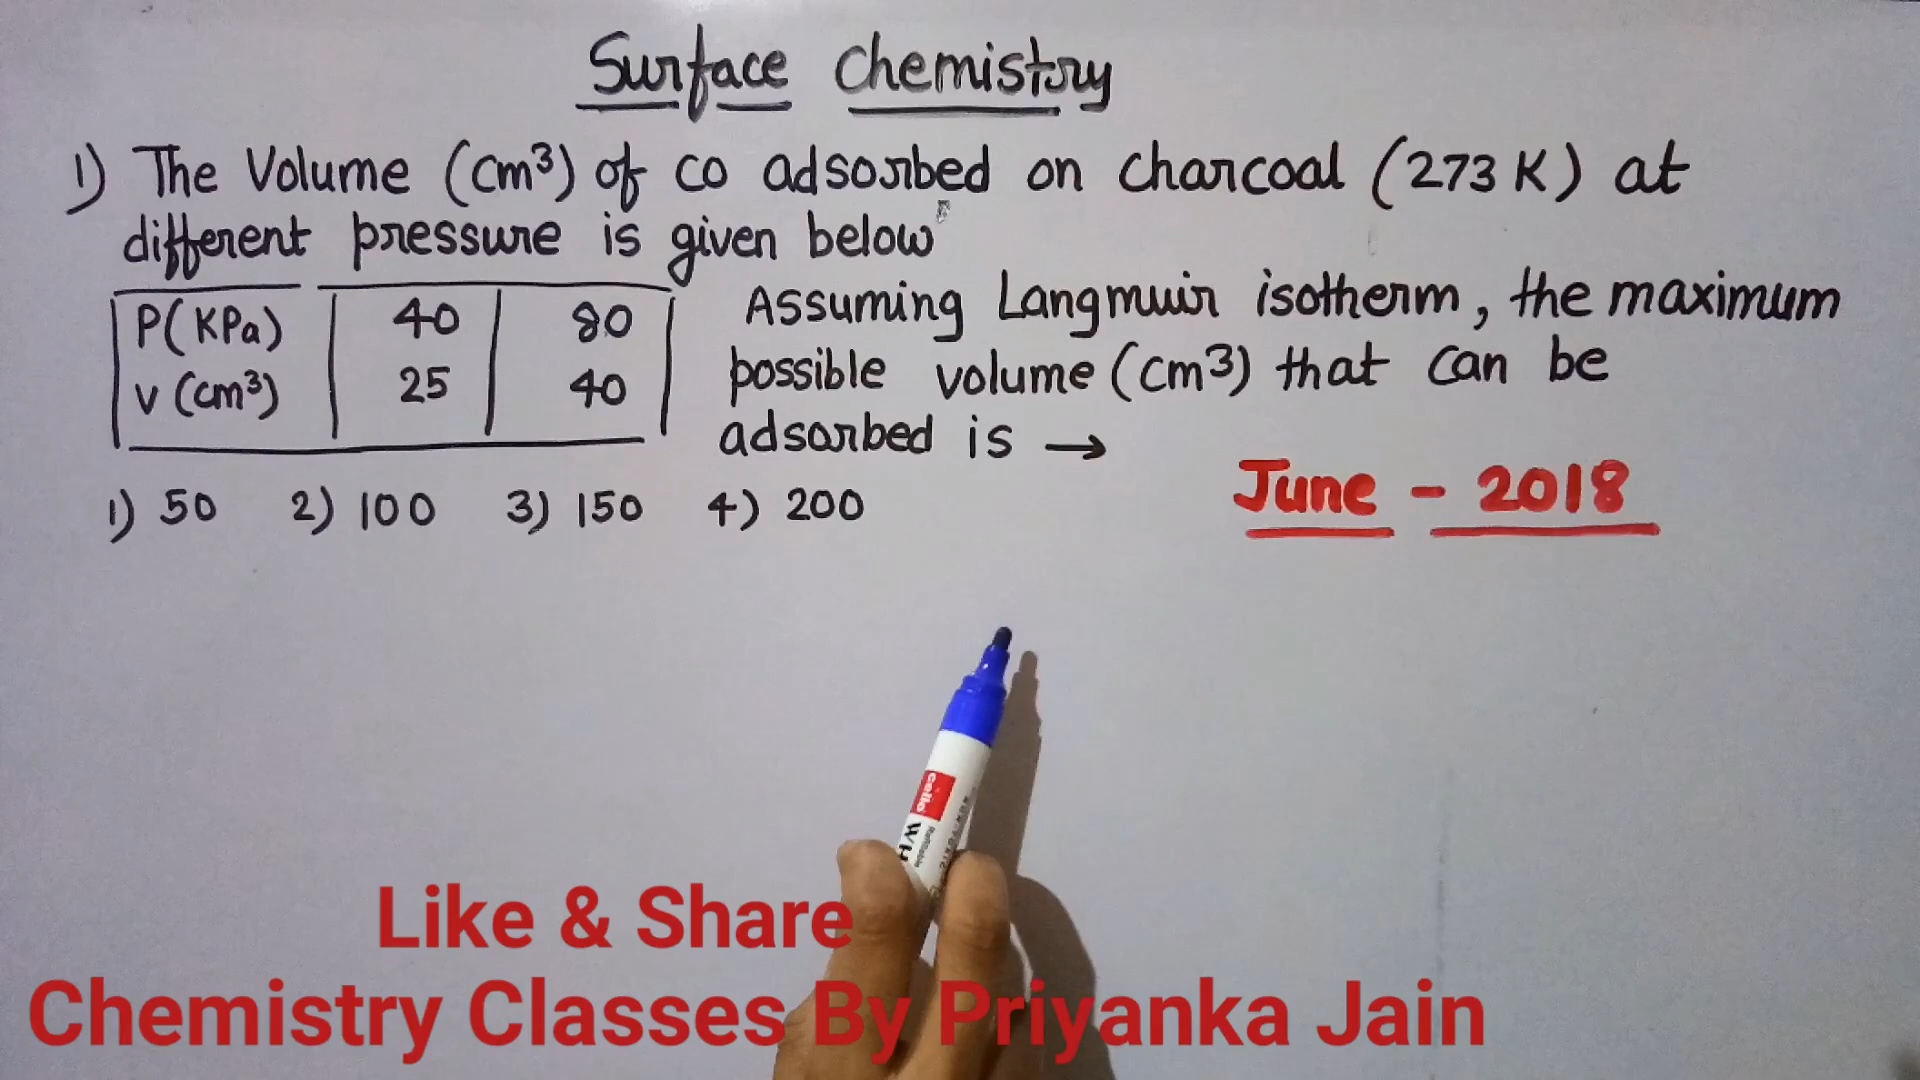 Surface Chemistry
1) The Volume (cm³) of CO adsorbed on Charcoal (273 K) at
different pressure is given below
P(KPa) 40 80
v (cm³) 25 40
Assuming Langmuir isotherm, the maximum
possible volume (cm³) that can be
adsorbed is →
1) 50 2) 100 3) 150 4) 200
June - 2018
cello
WH
Like & Share
Chemistry Classes By Priyanka Jain